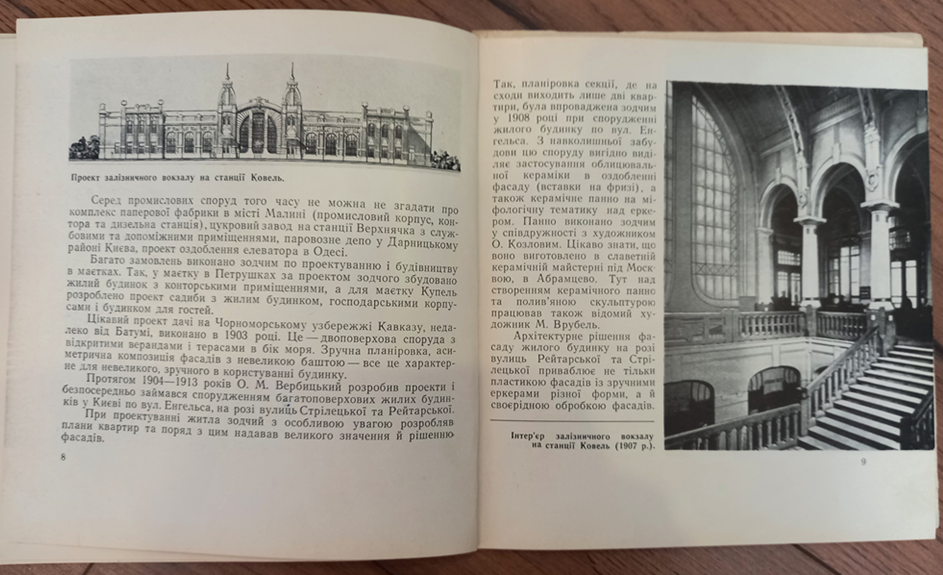 Проект залізничного вокзалу на станції Ковель.
Серед промислових споруд того часу не можна не згадати про
комплекс паперової фабрики в місті Малині (промисловий корпус, кон-
тора та дизельна станція), цукровий завод на станції Верхнячка з служ-
бовими та допоміжними приміщеннями, паровозне депо у Дарницькому
районі Києва, проект оздоблення елеватора в Одесі.
Багато замовлень виконано зодчим по проектуванню і будівництву
в маєтках. Так, у маєтку в Петрушках за проектом зодчого збудовано
жилий будинок з конторськими приміщеннями, а для маєтку Купель
розроблено проект садиби з жилим будинком, господарськими корпу-
сами і будинком для гостей.
Цікавий проект дачі на Чорноморському узбережжі Кавказу, неда-
леко від Батумі, виконано в 1903 році. Це — двоповерхова споруда з
відкритими верандами і терасами в бік моря. Зручна планіровка, аси-
метрична композиція фасадів з невеликою баштою — все це характер-
не для невеликого, зручного в користуванні будинку.
Протягом 1904—1913 років О. М. Вербицький розробив проекти і
безпосередньо займався спорудженням багатоповерхових жилих будин-
ків у Києві по вул. Енгельса, на розі вулиць Стрілецької та Рейтарської.
При проектуванні житла зодчий з особливою увагою розробляв
плани квартир та поряд з цим надавав великого значення й рішенню
фасадів.
8
Так, планіровка секції, де на
сходи виходить лише дві квар-
тири, була впроваджена зодчим
у 1908 році при спорудженні
жилого будинку по вул. Ен-
гельса. З навколишньої забу-
дови цю споруду вигідно виді-
ляє застосування облицюваль-
ної кераміки в оздобленні
фасаду (вставки на фризі), а
також керамічне панно на мі-
фологічну тематику над ерке-
ром. Панно виконано зодчим
у співдружності з художником
О. Козловим. Цікаво знати, що
воно виготовлено в славетній
керамічній майстерні під Моск-
вою, в Абрамцево. Тут над
створенням керамічного панно
та полив'яною скульптурою
працював також відомий ху-
дожник М. Врубель.
Архітектурне рішення фа-
саду жилого будинку на розі
вулиць Рейтарської та Стрі-
лецької приваблює не тільки
пластикою фасадів із зручними
еркерами різної форми, а й
своєрідною обробкою фасадів.
Інтер'єр залізничного вокзалу
на станції Ковель (1907 р.).
9